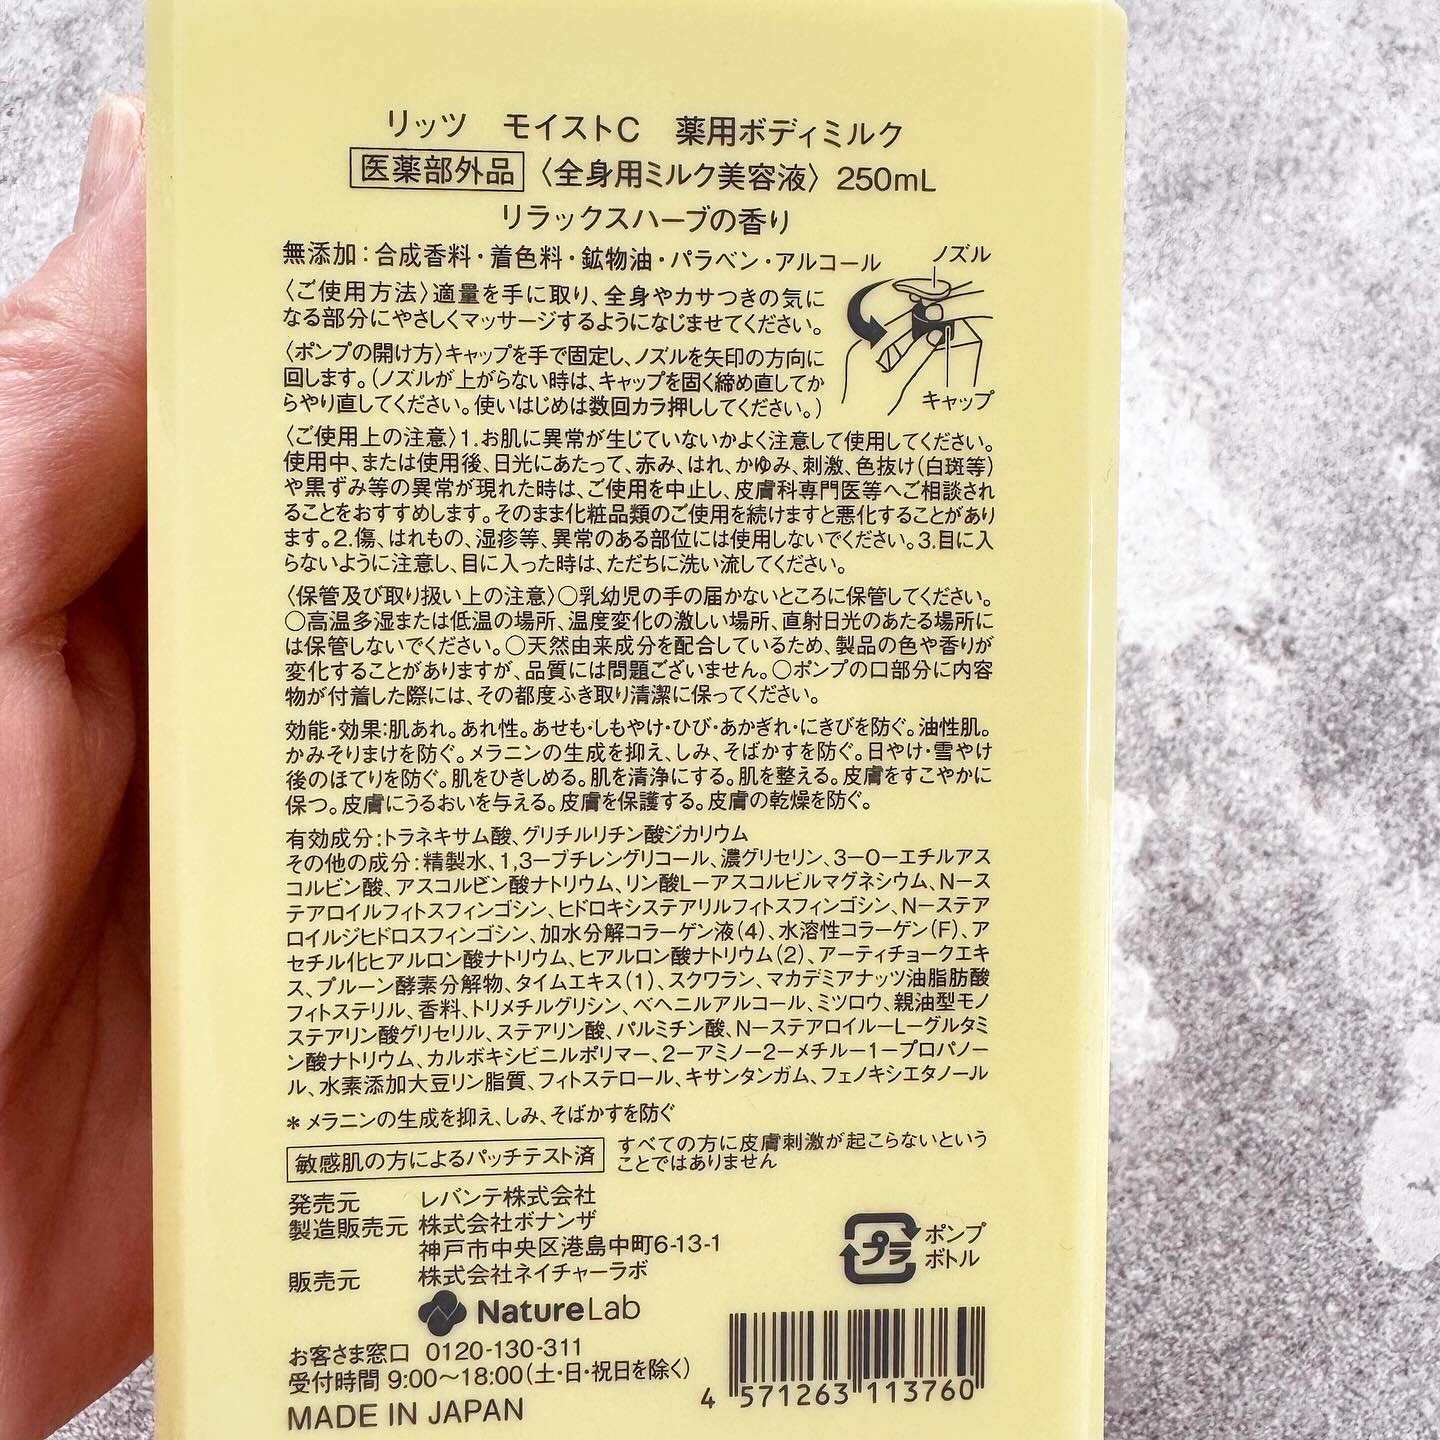 リッツ モイストC 薬用ボディミルク
医薬部外品 〈全身用ミルク美容液〉 250mL
リラックスハーブの香り
無添加：合成香料・着色料・鉱物油・パラベン・アルコール
ノズル
〈ご使用方法〉適量を手に取り、全身やカサつきの気に
なる部分にやさしくマッサージするようになじませてください。
〈ポンプの開け方〉キャップを手で固定し、ノズルを矢印の方向に
回します。（ノズルが上がらない時は、キャップを固く締め直してか
らやり直してください。使いはじめは数回カラ押ししてください。）
キャップ
〈ご使用上の注意〉1.お肌に異常が生じていないかよく注意して使用してください。
使用中、または使用後、日光にあたって、赤み、はれ、かゆみ、刺激、色抜け（白斑等）
や黒ずみ等の異常が現れた時は、ご使用を中止し、皮膚科専門医等へご相談され
ることをおすすめします。そのまま化粧品類のご使用を続けますと悪化することがあり
ます。2.傷、はれもの、湿疹等、異常のある部位には使用しないでください。3.目に入
らないように注意し、目に入った時は、ただちに洗い流してください。
〈保管及び取り扱い上の注意〉○乳幼児の手の届かないところに保管してください。
○高温多湿または低温の場所、温度変化の激しい場所、直射日光のあたる場所に
は保管しないでください。○天然由来成分を配合しているため、製品の色や香りが
変化することがありますが、品質には問題ございません。○ポンプの口部分に内容
物が付着した際には、その都度ふき取り清潔に保ってください。
効能・効果：肌あれ。あれ性。あせも・しもやけ・ひび・あかぎれ・にきびを防ぐ。油性肌。
かみそりまけを防ぐ。メラニンの生成を抑え、しみ、そばかすを防ぐ。日やけ・雪やけ
後のほてりを防ぐ。肌をひきしめる。肌を清浄にする。肌を整える。皮膚をすこやかに
保つ。皮膚にうるおいを与える。皮膚を保護する。皮膚の乾燥を防ぐ。
有効成分：トラネキサム酸、グリチルリチン酸ジカリウム
その他の成分：精製水、1,3−ブチレングリコール、濃グリセリン、3−O−エチルアス
コルビン酸、アスコルビン酸ナトリウム、リン酸L−アスコルビルマグネシウム、N−ス
テアロイルフィトスフィンゴシン、ヒドロキシステアリルフィトスフィンゴシン、N−ステア
ロイルジヒドロスフィンゴシン、加水分解コラーゲン液（4）、水溶性コラーゲン（F）、ア
セチル化ヒアルロン酸ナトリウム、ヒアルロン酸ナトリウム（2）、アーティチョークエキ
ス、プルーン酵素分解物、タイムエキス（1）、スクワラン、マカデミアナッツ油脂肪酸
フィトステリル、香料、トリメチルグリシン、ベヘニルアルコール、ミツロウ、親油型モノ
ステアリン酸グリセリル、ステアリン酸、パルミチン酸、N−ステアロイル−L−グルタミ
ン酸ナトリウム、カルボキシビニルポリマー、2−アミノ−2−メチル−1−プロパノー
ル、水素添加大豆リン脂質、フィトステロール、キサンタンガム、フェノキシエタノール
＊メラニンの生成を抑え、しみ、そばかすを防ぐ
敏感肌の方によるパッチテスト済
すべての方に皮膚刺激が起こらないという
ことではありません
発売元 レバンテ株式会社
製造販売元 株式会社ボナンザ
神戸市中央区港島中町6-13-1
販売元 株式会社ネイチャーラボ
NatureLab
プラ
ポンプ
ボトル
お客さま窓口 0120-130-311
受付時間 9:00〜18:00（土・日・祝日を除く）
MADE IN JAPAN
4 571263 113760